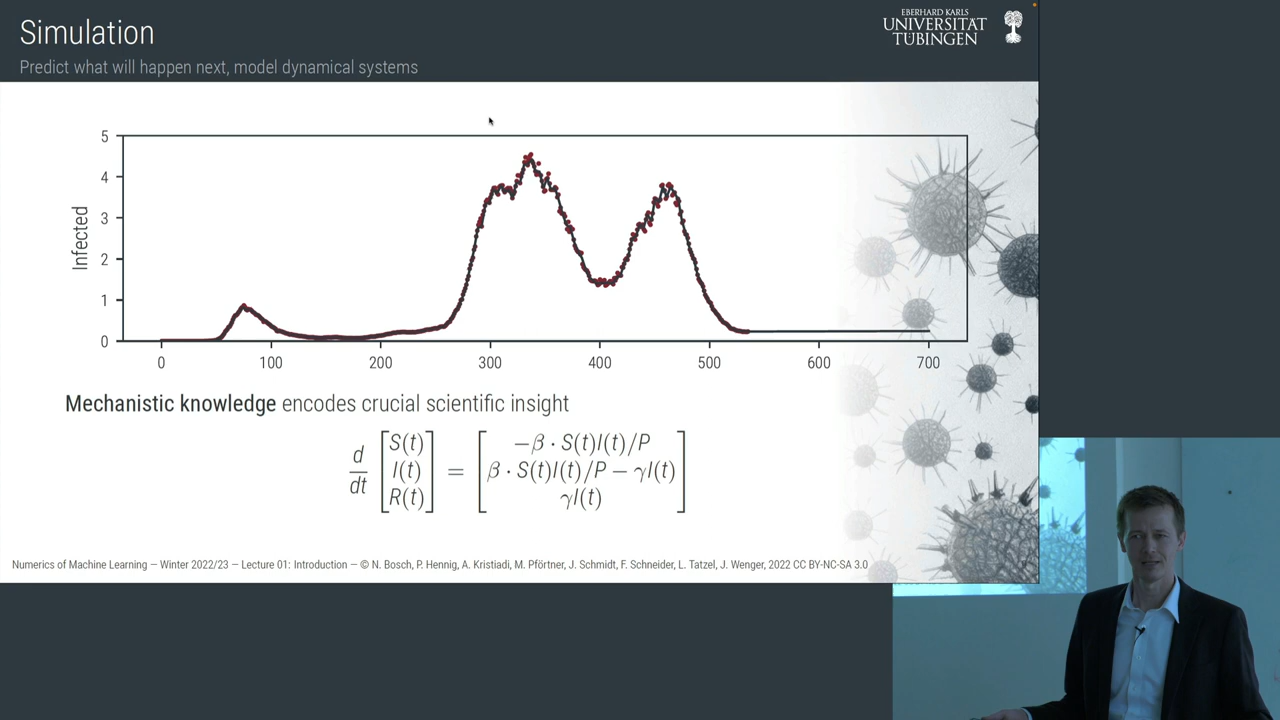 Simulation
Predict what will happen next, model dynamical systems
EBERHARD KARLS
UNIVERSITÄT
TÜBINGEN
5
4
3
2
1
0
Infected
0 100 200 300 400 500 600 700
Mechanistic knowledge encodes crucial scientific insight
d/dt [S(t) I(t) R(t)] = [−β · S(t)I(t)/P β · S(t)I(t)/P − γI(t) γI(t)]
Numerics of Machine Learning — Winter 2022/23 — Lecture 01: Introduction — © N. Bosch, P. Hennig, A. Kristiadi, M. Pförtner, J. Schmidt, F. Schneider, L. Tatzel, J. Wenger, 2022 CC BY-NC-SA 3.0